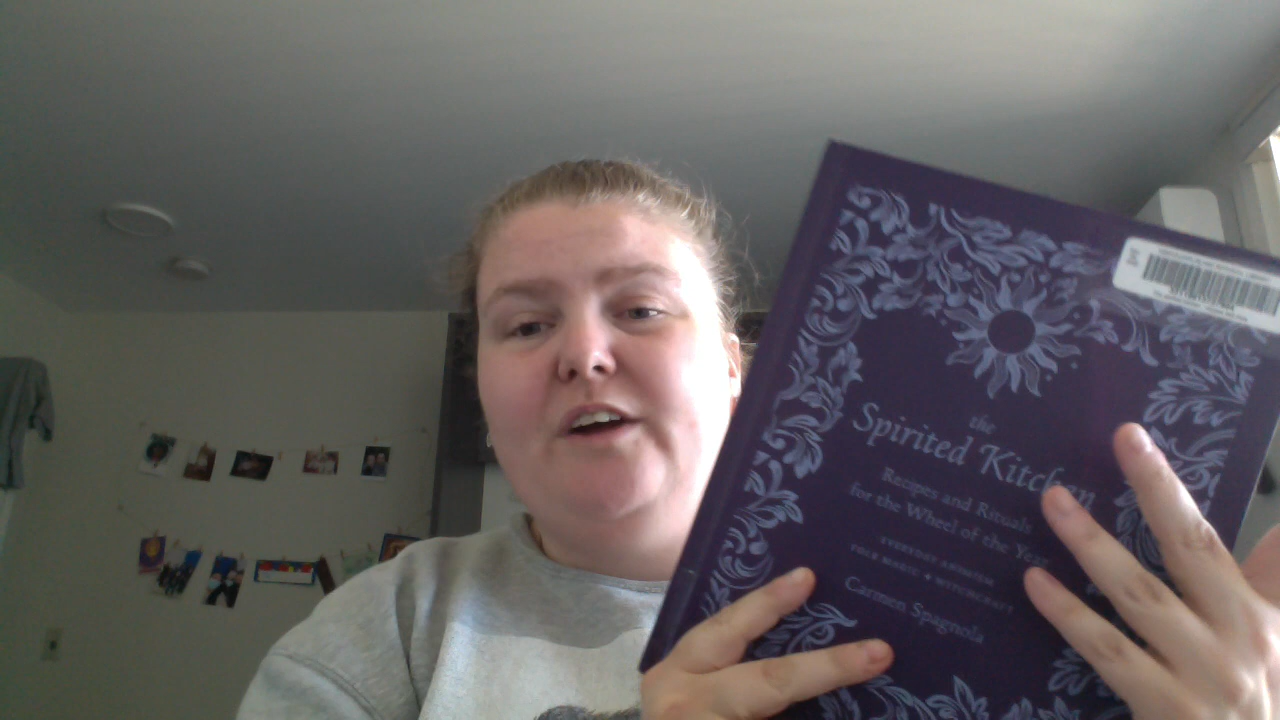 the
Spirited Kitchen
Recipes and Rituals
for the Wheel of the Year
EVERYDAY ANIMISM
FOLK MAGIC + WITCHCRAFT
Carmen Spagnola